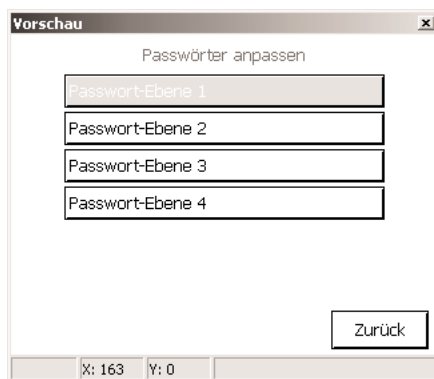 Vorschau
Passwörter anpassen
Passwort-Ebene 1
Passwort-Ebene 2
Passwort-Ebene 3
Passwort-Ebene 4
Zurück
X: 163 Y: 0